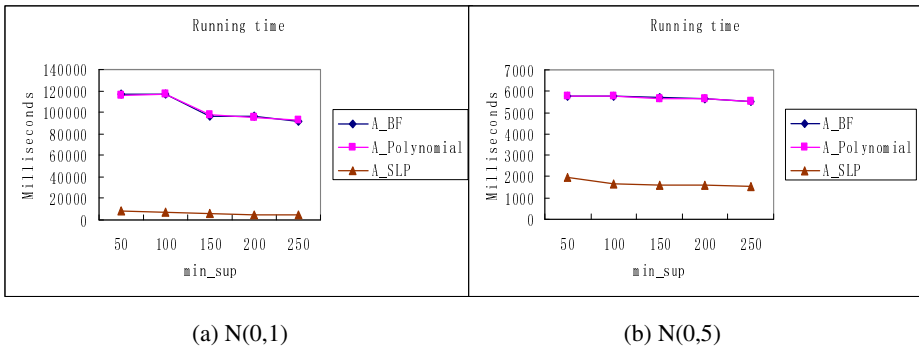 Running time
140000
120000
100000
80000
60000
40000
20000
0
Milliseconds
50 100 150 200 250
min_sup
A_BF
A_Polynomial
A_SLP
Running time
7000
6000
5000
4000
3000
2000
1000
0
Milliseconds
50 100 150 200 250
min_sup
A_BF
A_Polynomial
A_SLP
(a) N(0,1)
(b) N(0,5)